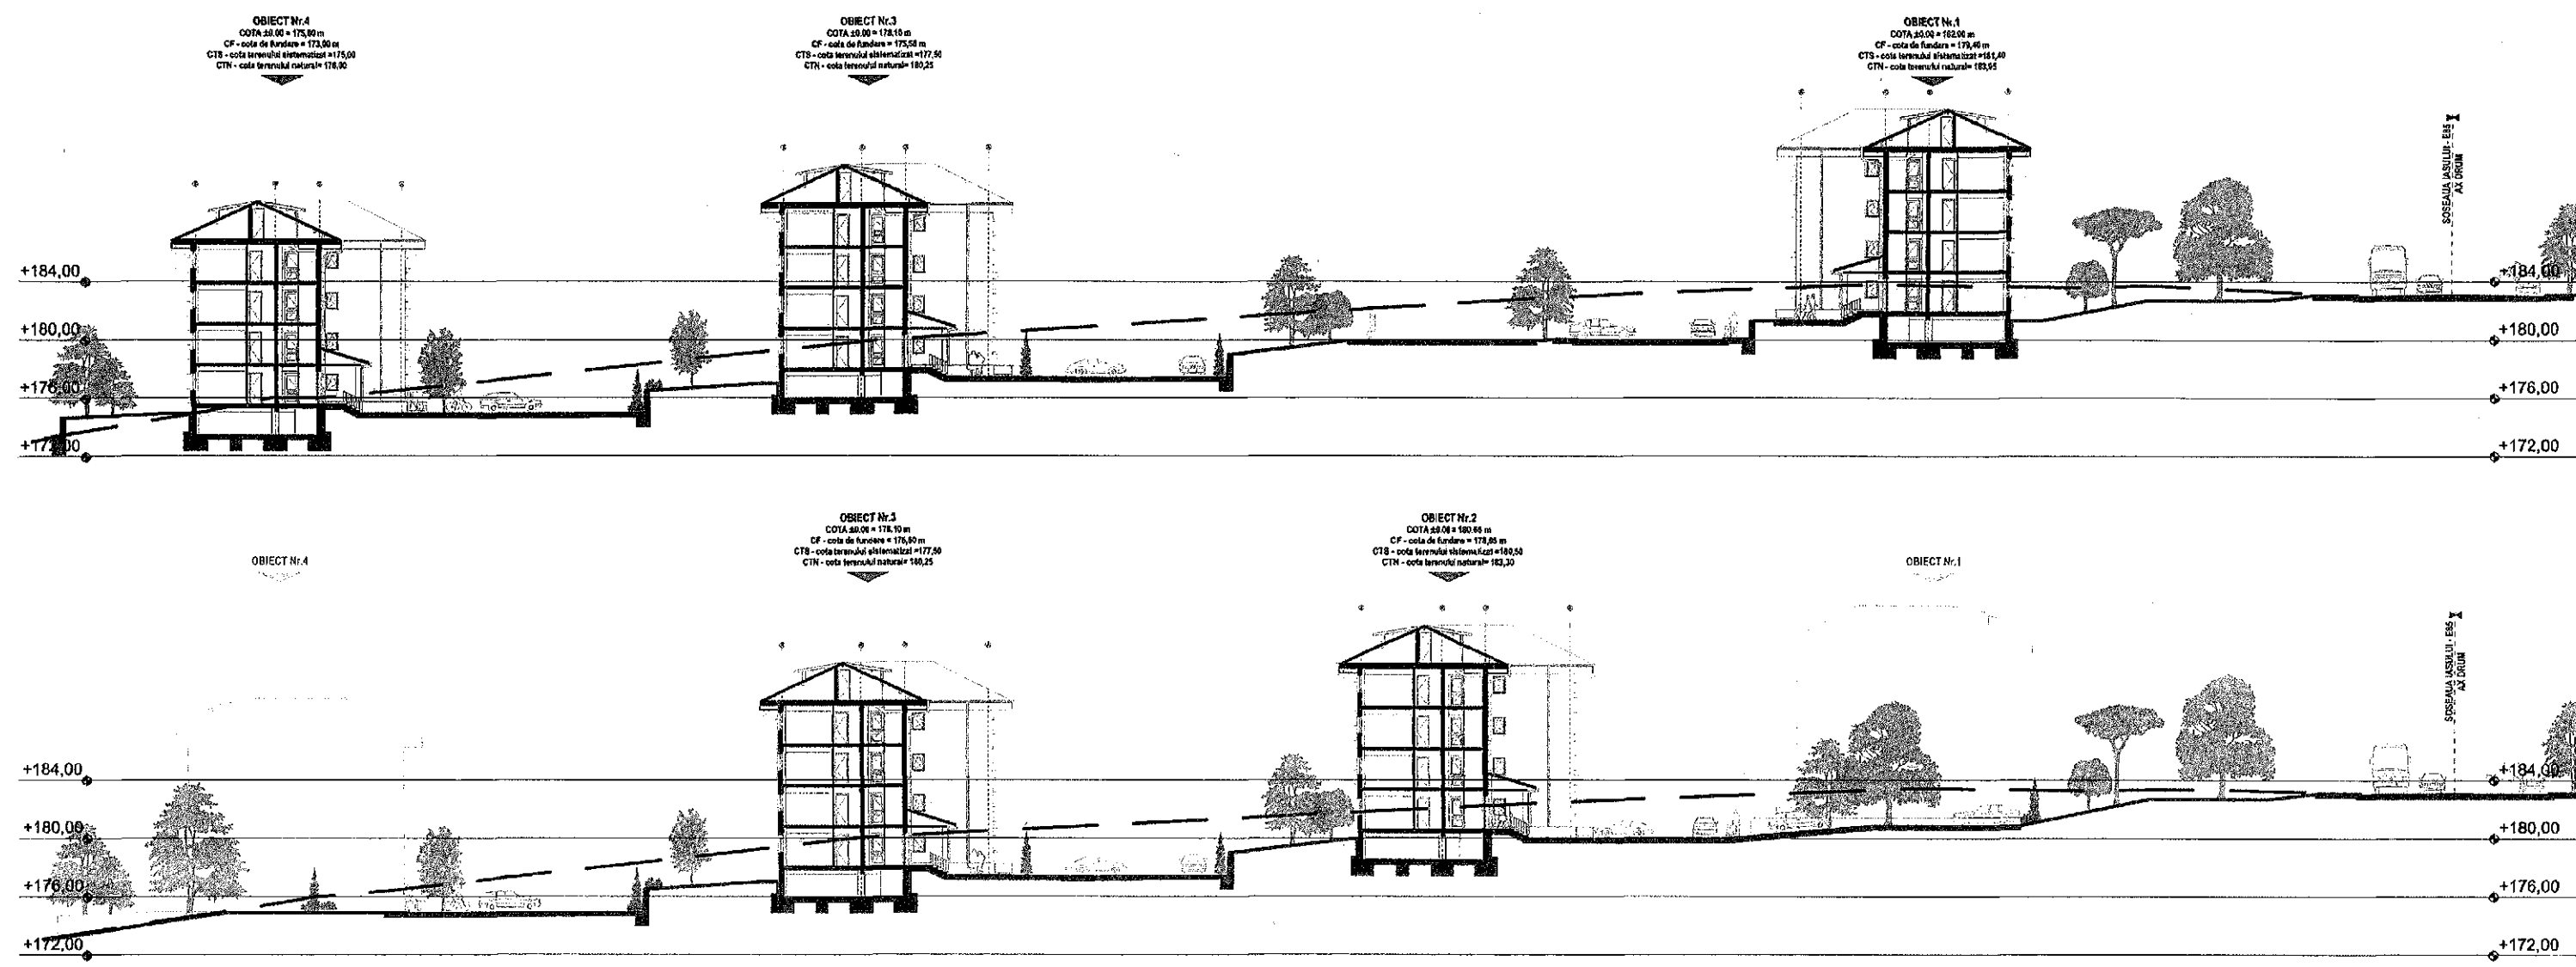 OBIECT Nr.4
COTA ±0.00 = 175,60 m
CF - cota de fundare = 173,00 m
CTS - cota terenului sistematizat =175,00
CTN - cota terenului natural= 176,00
OBIECT Nr.3
COTA ±0.00 = 178,10 m
CF - cota de fundare = 175,50 m
CTS - cota terenului sistematizat =177,50
CTN - cota terenului natural= 180,25
OBIECT Nr.1
COTA ±0.00 = 182.00 m
CF - cota de fundare = 179,40 m
CTS - cota terenului sistematizat =181,40
CTN - cota terenului natural= 183,95
SOSEAUA IASULUI - E85
AX DRUM
+184,00
+184,00
+180,00
+180,00
+176,00
+176,00
+172,00
+172,00
OBIECT Nr.4
OBIECT Nr.3
COTA ±0.00 = 178,10 m
CF - cota de fundare = 175,50 m
CTS - cota terenului sistematizat =177,50
CTN - cota terenului natural= 180,25
OBIECT Nr.2
COTA ±0.00 = 180.65 m
CF - cota de fundare = 178,05 m
CTS - cota terenului sistematizat =180,50
CTN - cota terenului natural= 183,30
OBIECT Nr.1
SOSEAUA IASULUI - E85
AX DRUM
+184,00
+184,00
+180,00
+180,00
+176,00
+176,00
+172,00
+172,00